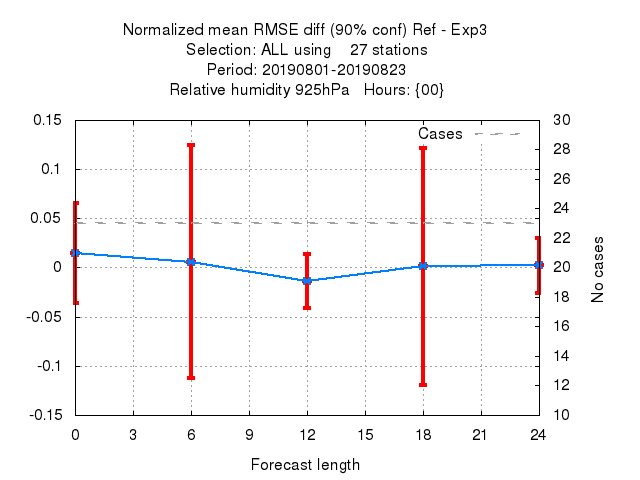 Normalized mean RMSE diff (90% conf) Ref - Exp3
Selection: ALL using    27 stations
Period: 20190801-20190823
Relative humidity 925hPa   Hours: {00}
Cases
0.15
0.1
0.05
0
-0.05
-0.1
-0.15
30
28
26
24
22
20
18
16
14
12
10
No cases
0 3 6 9 12 15 18 21 24
Forecast length